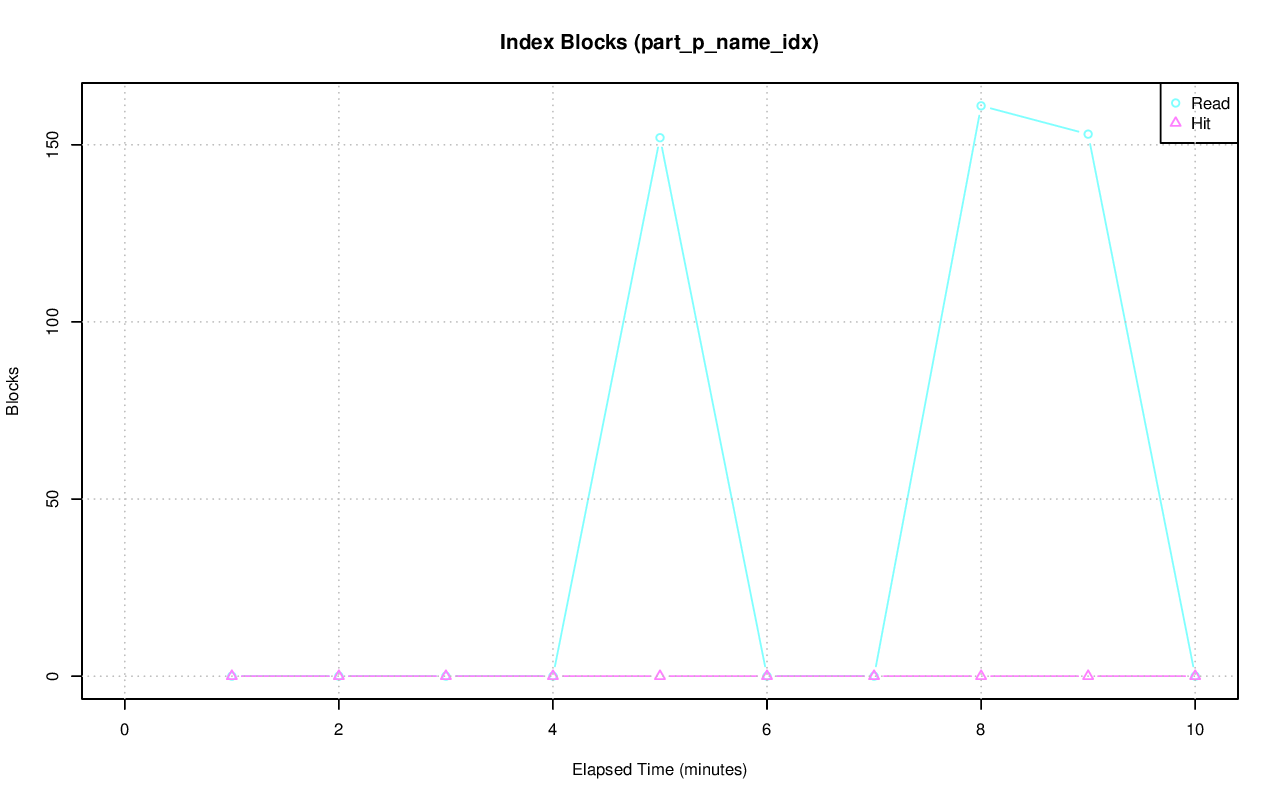 Index Blocks (part_p_name_idx)
Read
Hit
Blocks
150
100
50
0
0 2 4 6 8 10
Elapsed Time (minutes)